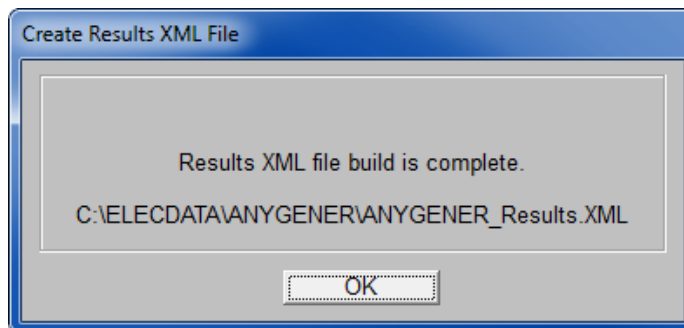 Create Results XML File
Results XML file build is complete.
C:\ELECDATA\ANYGENER\ANYGENER_Results.XML
OK